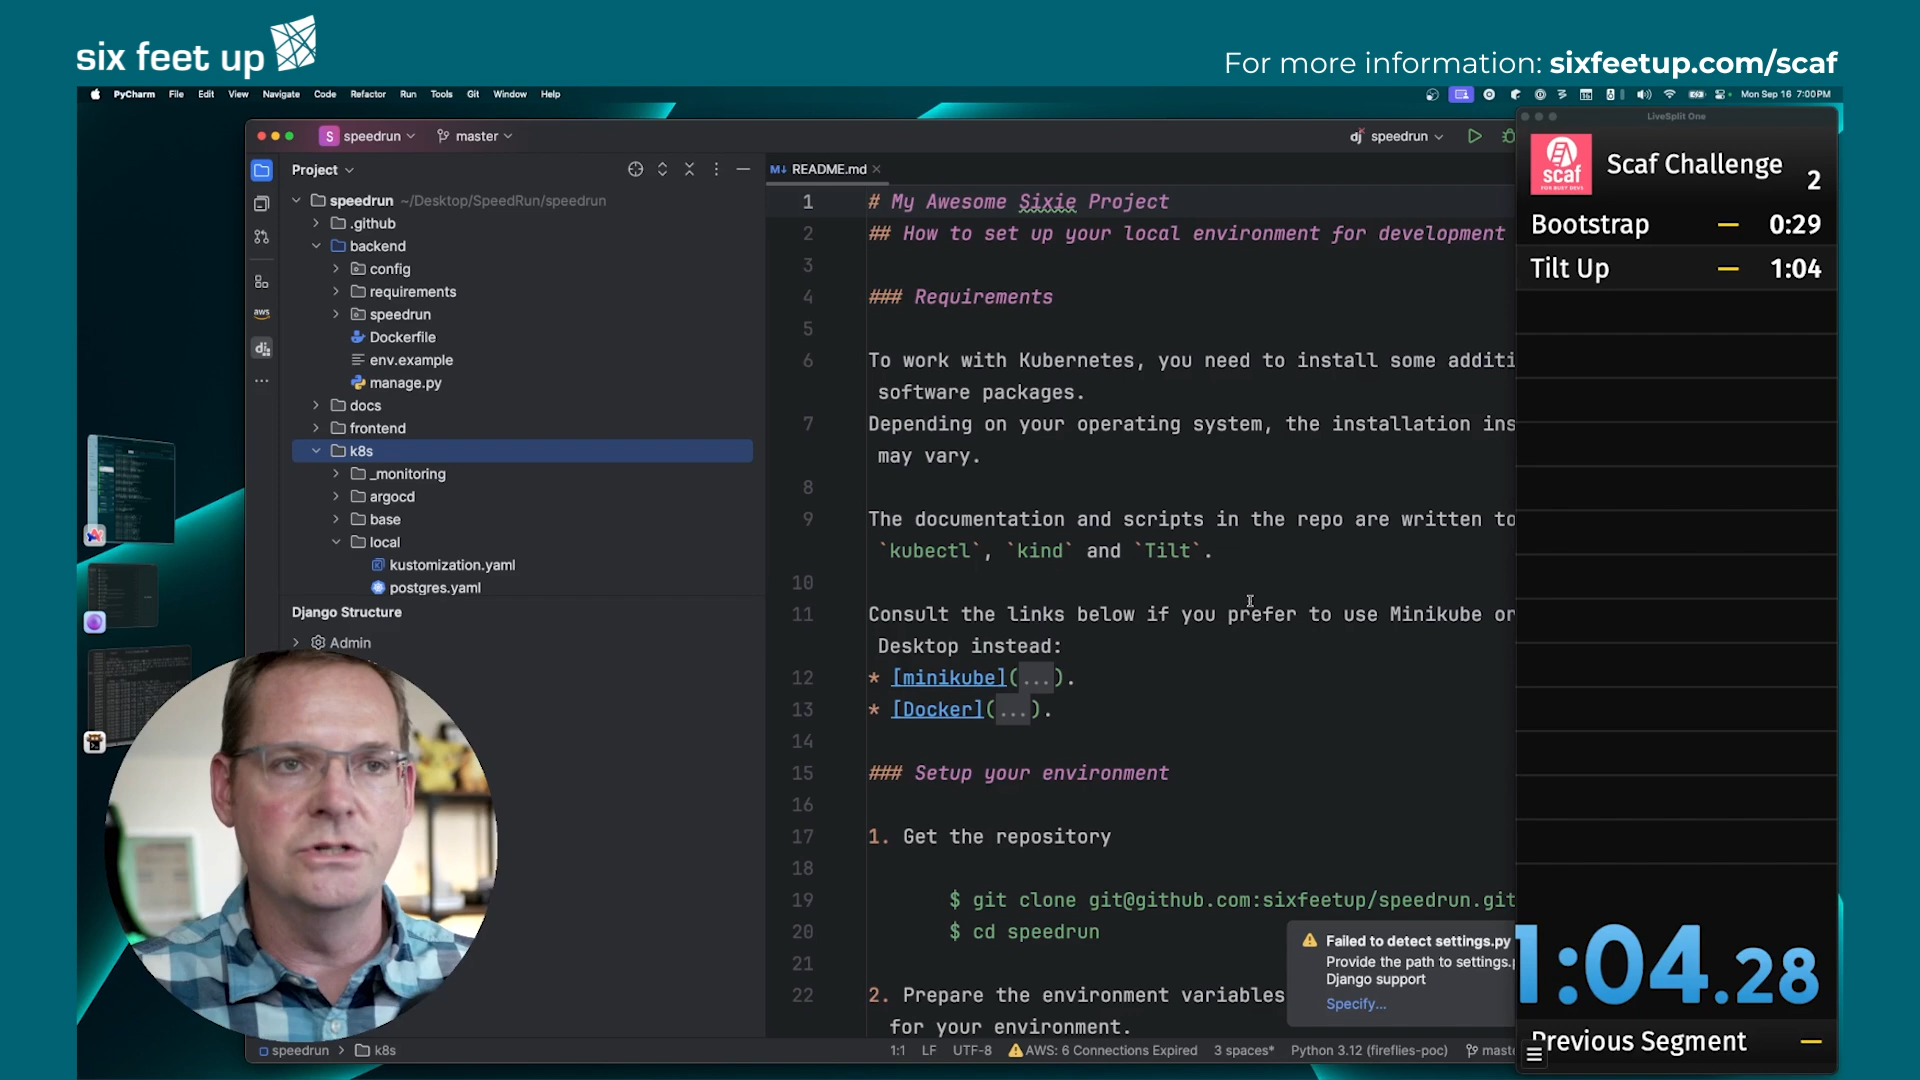 six feet up
For more information: sixfeetup.com/scaf
PyCharm File Edit View Navigate Code Refactor Run Tools Git Window Help
Mon Sep 16 7:00 PM
S speedrun master
dj speedrun
Project
speedrun ~/Desktop/SpeedRun/speedrun
.github
backend
config
requirements
speedrun
Dockerfile
env.example
manage.py
docs
frontend
k8s
_monitoring
argocd
base
local
kustomization.yaml
postgres.yaml
Django Structure
Admin
aws
dj
M↓ README.md
1 # My Awesome Sixie Project
2 ## How to set up your local environment for development
3
4 ### Requirements
5
6 To work with Kubernetes, you need to install some additi
software packages.
7 Depending on your operating system, the installation ins
may vary.
8
9 The documentation and scripts in the repo are written to
`kubectl`, `kind` and `Tilt`.
10
11 Consult the links below if you prefer to use Minikube or
Desktop instead:
12 * [minikube](...).
13 * [Docker](...).
14
15 ### Setup your environment
16
17 1. Get the repository
18
19 $ git clone git@github.com:sixfeetup/speedrun.git
20 $ cd speedrun
21
22 2. Prepare the environment variables
for your environment.
Failed to detect settings.py
Provide the path to settings.p
Django support
Specify...
speedrun > k8s
1:1 LF UTF-8 AWS: 6 Connections Expired 3 spaces* Python 3.12 (fireflies-poc) mast
LiveSplit One
scaf
FOR BUSY DEVS
Scaf Challenge
2
Bootstrap — 0:29
Tilt Up — 1:04
1:04.28
Previous Segment —